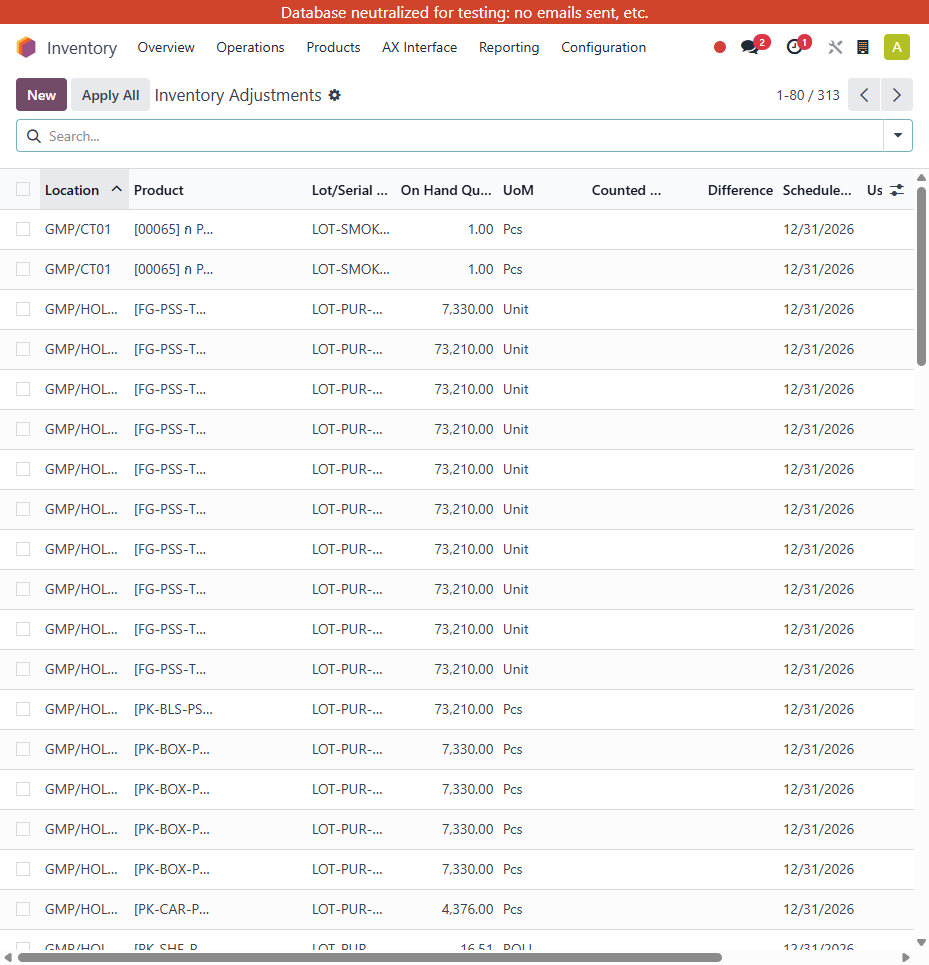 Database neutralized for testing: no emails sent, etc.
Inventory Overview Operations Products AX Interface Reporting Configuration 2 1 A
New Apply All Inventory Adjustments 1-80 / 313
Search...
Location Product Lot/Serial ... On Hand Qu... UoM Counted ... Difference Schedule... Us
GMP/CT01 [00065] ก P... LOT-SMOK... 1.00 Pcs 12/31/2026
GMP/CT01 [00065] ก P... LOT-SMOK... 1.00 Pcs 12/31/2026
GMP/HOL... [FG-PSS-T... LOT-PUR-... 7,330.00 Unit 12/31/2026
GMP/HOL... [FG-PSS-T... LOT-PUR-... 73,210.00 Unit 12/31/2026
GMP/HOL... [FG-PSS-T... LOT-PUR-... 73,210.00 Unit 12/31/2026
GMP/HOL... [FG-PSS-T... LOT-PUR-... 73,210.00 Unit 12/31/2026
GMP/HOL... [FG-PSS-T... LOT-PUR-... 73,210.00 Unit 12/31/2026
GMP/HOL... [FG-PSS-T... LOT-PUR-... 73,210.00 Unit 12/31/2026
GMP/HOL... [FG-PSS-T... LOT-PUR-... 73,210.00 Unit 12/31/2026
GMP/HOL... [FG-PSS-T... LOT-PUR-... 73,210.00 Unit 12/31/2026
GMP/HOL... [FG-PSS-T... LOT-PUR-... 73,210.00 Unit 12/31/2026
GMP/HOL... [FG-PSS-T... LOT-PUR-... 73,210.00 Unit 12/31/2026
GMP/HOL... [PK-BLS-PS... LOT-PUR-... 73,210.00 Pcs 12/31/2026
GMP/HOL... [PK-BOX-P... LOT-PUR-... 7,330.00 Pcs 12/31/2026
GMP/HOL... [PK-BOX-P... LOT-PUR-... 7,330.00 Pcs 12/31/2026
GMP/HOL... [PK-BOX-P... LOT-PUR-... 7,330.00 Pcs 12/31/2026
GMP/HOL... [PK-BOX-P... LOT-PUR-... 7,330.00 Pcs 12/31/2026
GMP/HOL... [PK-CAR-P... LOT-PUR-... 4,376.00 Pcs 12/31/2026
GMP/HOL... LOT-PUR-... 16.51 ROLL 12/31/2026